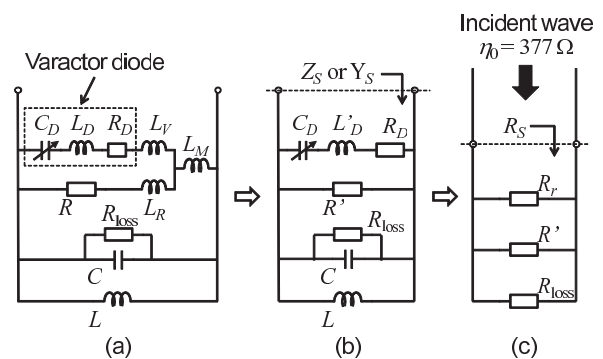 Incident wave
η₀ = 377 Ω
Varactor diode
Z_S or Y_S
C_D L_D R_D L_V
L_M
R L_R
R_loss
C
L
(a)
C_D L'_D R_D
R'
R_loss
C
L
(b)
R_S
R_r
R'
R_loss
(c)